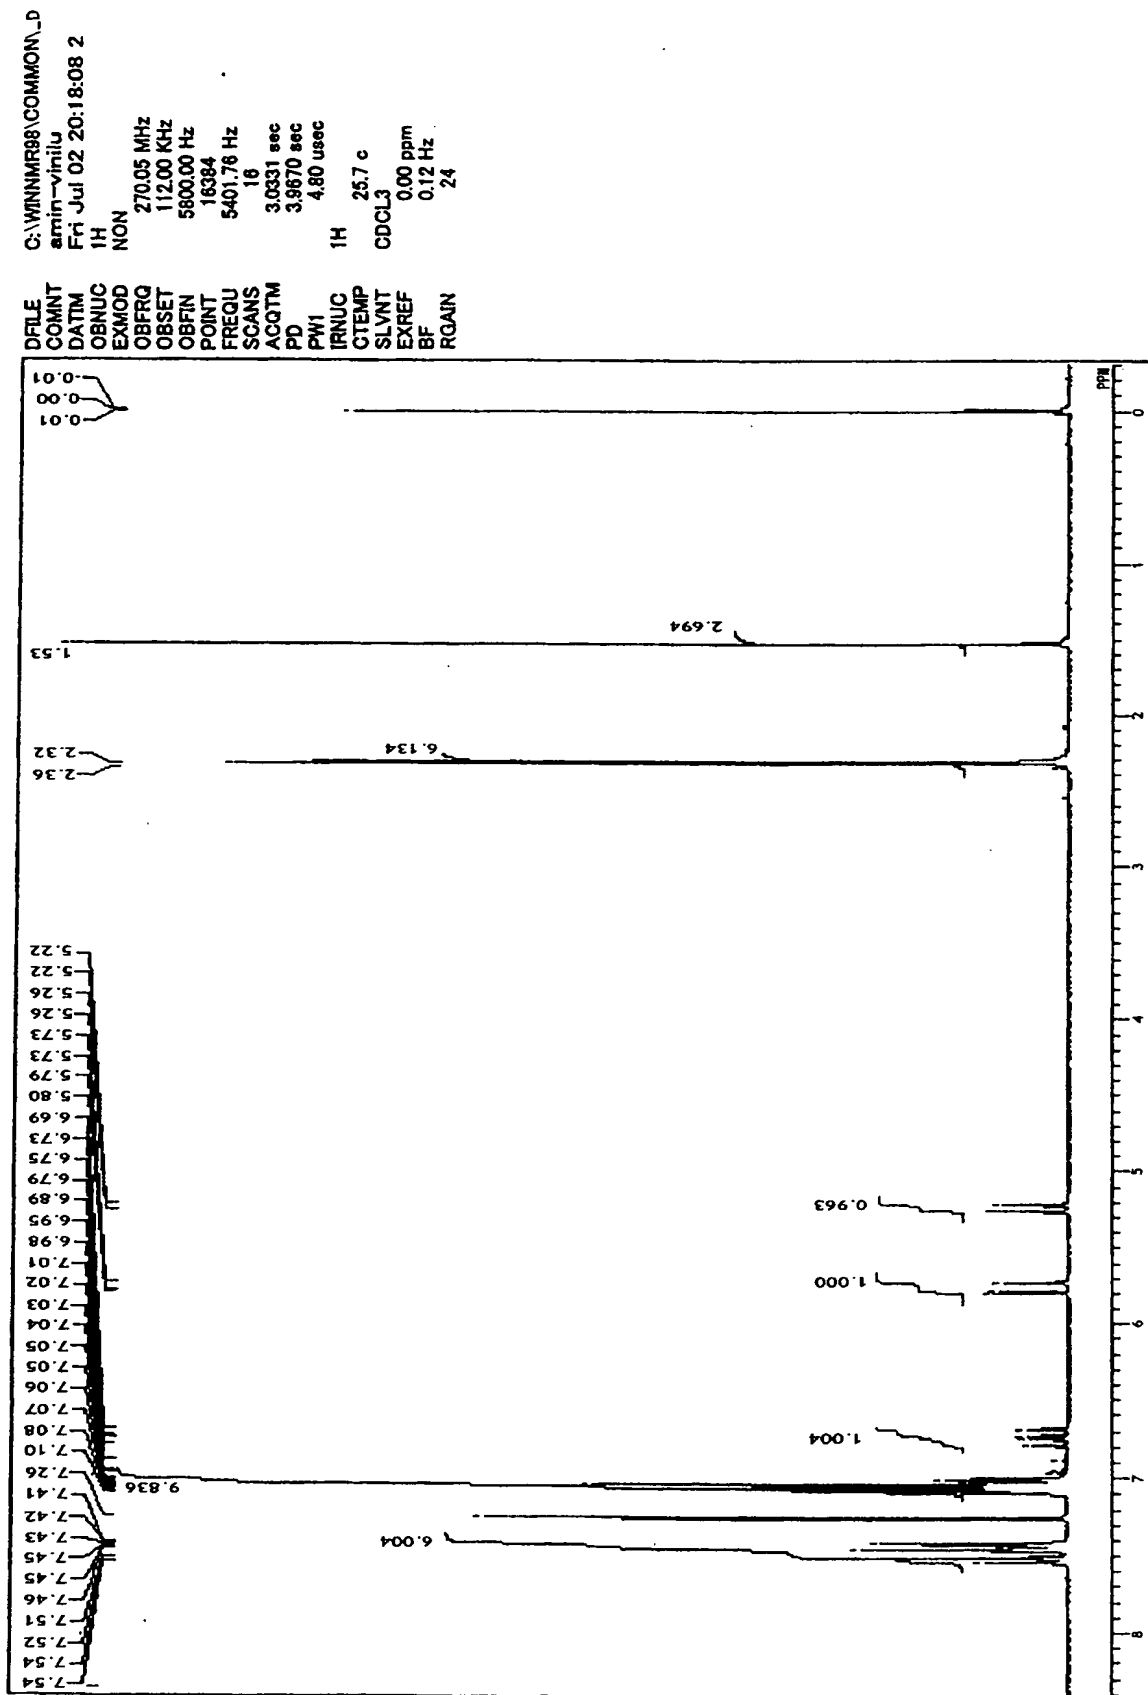 DFILE C:\WINNMR98\COMMON\_D
COMNT amin-vinilu
DATIM Fri Jul 02 20:18:08 2
OBNUC 1H
EXMOD NON
OBFRQ 270.05 MHz
OBSET 112.00 KHz
OBFIN 5800.00 Hz
POINT 16384
FREQU 5401.76 Hz
SCANS 16
ACQTM 3.0331 sec
PD 3.9670 sec
PW1 4.80 usec
IRNUC 1H
CTEMP 25.7 c
SLVNT CDCL3
EXREF 0.00 ppm
BF 0.12 Hz
RGAIN 24
-0.01
0.00
0.01
1.53
2.32
2.36
5.22
5.22
5.26
5.26
5.73
5.73
5.79
5.80
6.69
6.73
6.75
6.79
6.89
6.95
6.98
7.01
7.02
7.03
7.04
7.05
7.05
7.06
7.07
7.08
7.10
7.26
7.41
7.42
7.43
7.45
7.45
7.46
7.51
7.52
7.54
7.54
2.694
6.134
0.963
1.000
1.004
9.836
6.004
PPM
0
1
2
3
4
5
6
7
8